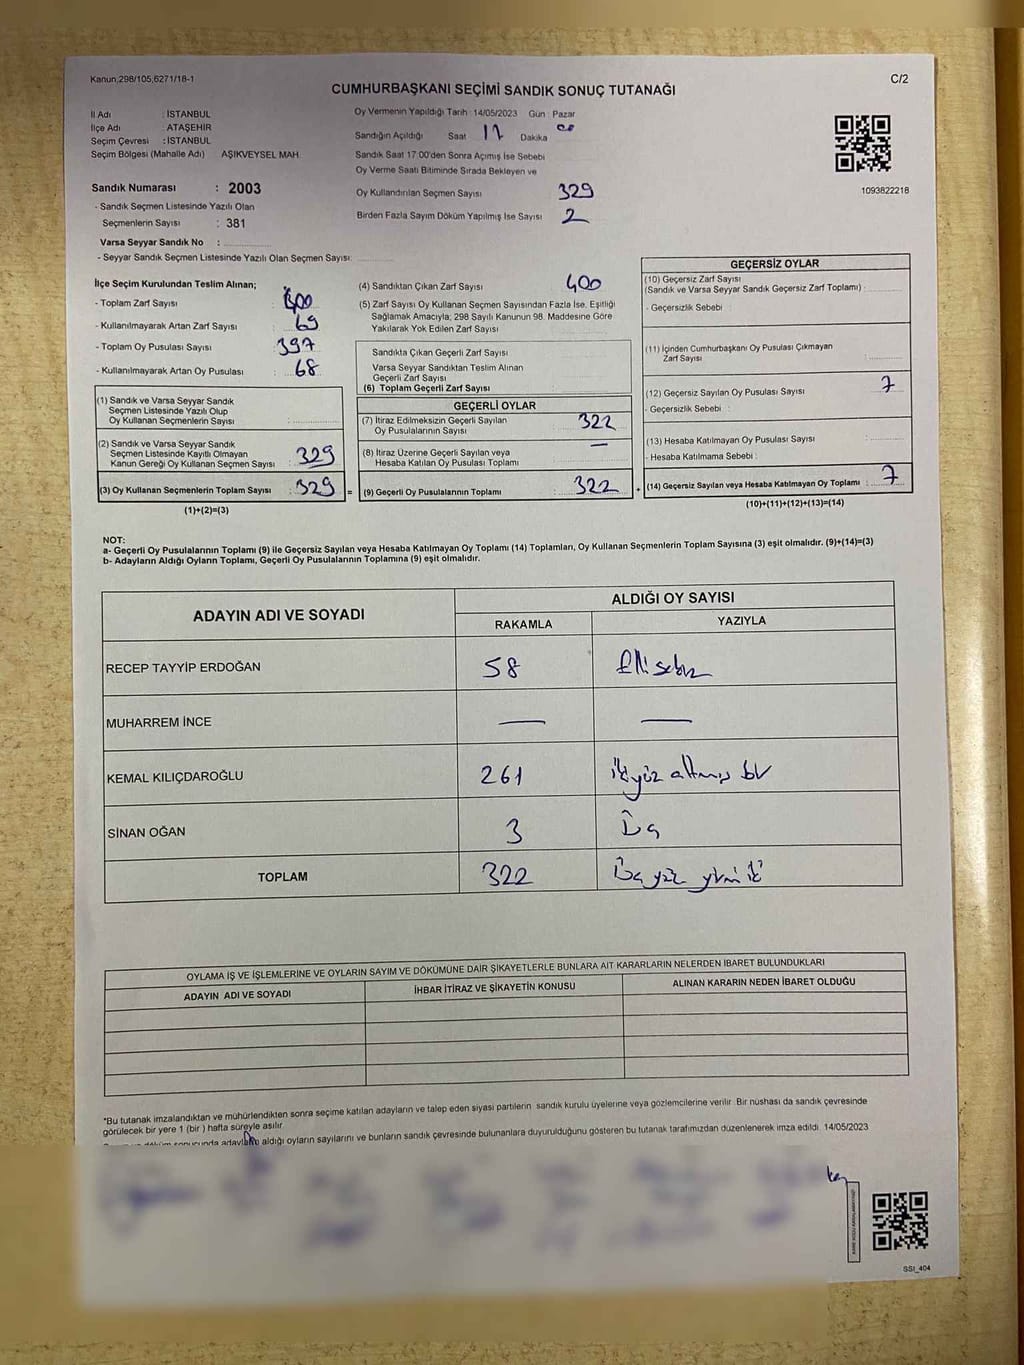 Kanun,298/105,6271/18-1
C/2
CUMHURBAŞKANI SEÇİMİ SANDIK SONUÇ TUTANAĞI
İl Adı : İSTANBUL
İlçe Adı : ATAŞEHİR
Seçim Çevresi : İSTANBUL
Seçim Bölgesi (Mahalle Adı) AŞIKVEYSEL MAH.
Sandık Numarası : 2003
- Sandık Seçmen Listesinde Yazılı Olan
Seçmenlerin Sayısı : 381
Varsa Seyyar Sandık No :
- Seyyar Sandık Seçmen Listesinde Yazılı Olan Seçmen Sayısı:
Oy Vermenin Yapıldığı Tarih : 14/05/2023 Gün : Pazar
Sandığın Açıldığı Saat 17 Dakika 00
Sandık Saat 17:00'den Sonra Açımış İse Sebebi
Oy Verme Saati Bitiminde Sırada Bekleyen ve
Oy Kullandırılan Seçmen Sayısı 329
Birden Fazla Sayım Döküm Yapılmış İse Sayısı 2
1093822218
İlçe Seçim Kurulundan Teslim Alınan;
- Toplam Zarf Sayısı : 400
- Kullanılmayarak Artan Zarf Sayısı : 69
- Toplam Oy Pusulası Sayısı : 397
- Kullanılmayarak Artan Oy Pusulası : 68
(1) Sandık ve Varsa Seyyar Sandık
Seçmen Listesinde Yazılı Olup
Oy Kullanan Seçmenlerin Sayısı :
(2) Sandık ve Varsa Seyyar Sandık
Seçmen Listesinde Kayıtlı Olmayan
Kanun Gereği Oy Kullanan Seçmen Sayısı : 329
(3) Oy Kullanan Seçmenlerin Toplam Sayısı : 329 =
(1)+(2)=(3)
(4) Sandıktan Çıkan Zarf Sayısı 400
(5) Zarf Sayısı Oy Kullanan Seçmen Sayısından Fazla İse, Eşitliği
Sağlamak Amacıyla; 298 Sayılı Kanunun 98. Maddesine Göre
Yakılarak Yok Edilen Zarf Sayısı
Sandıkta Çıkan Geçerli Zarf Sayısı
Varsa Seyyar Sandıktan Teslim Alınan
Geçerli Zarf Sayısı
(6) Toplam Geçerli Zarf Sayısı
GEÇERLİ OYLAR
(7) İtiraz Edilmeksizin Geçerli Sayılan
Oy Pusulalarının Sayısı 322
(8) İtiraz Üzerine Geçerli Sayılan veya
Hesaba Katılan Oy Pusulası Toplamı —
(9) Geçerli Oy Pusulalarının Toplamı 322 +
GEÇERSİZ OYLAR
(10) Geçersiz Zarf Sayısı
(Sandık ve Varsa Seyyar Sandık Geçersiz Zarf Toplamı) :
- Geçersizlik Sebebi
(11) İçinden Cumhurbaşkanı Oy Pusulası Çıkmayan
Zarf Sayısı
(12) Geçersiz Sayılan Oy Pusulası Sayısı 7
- Geçersizlik Sebebi :
(13) Hesaba Katılmayan Oy Pusulası Sayısı
- Hesaba Katılmama Sebebi :
(14) Geçersiz Sayılan veya Hesaba Katılmayan Oy Toplamı : 7
(10)+(11)+(12)+(13)=(14)
NOT:
a- Geçerli Oy Pusulalarının Toplamı (9) ile Geçersiz Sayılan veya Hesaba Katılmayan Oy Toplamı (14) Toplamları, Oy Kullanan Seçmenlerin Toplam Sayısına (3) eşit olmalıdır. (9)+(14)=(3)
b- Adayların Aldığı Oyların Toplamı, Geçerli Oy Pusulalarının Toplamına (9) eşit olmalıdır.
ADAYIN ADI VE SOYADI
ALDIĞI OY SAYISI
RAKAMLA YAZIYLA
RECEP TAYYİP ERDOĞAN 58 Elli sekiz
MUHARREM İNCE — —
KEMAL KILIÇDAROĞLU 261 iki yüz altmış bir
SİNAN OĞAN 3 Üç
TOPLAM 322 Üç yüz yirmi iki
OYLAMA İŞ VE İŞLEMLERİNE VE OYLARIN SAYIM VE DÖKÜMÜNE DAİR ŞİKAYETLERLE BUNLARA AİT KARARLARIN NELERDEN İBARET BULUNDUKLARI
ADAYIN ADI VE SOYADI İHBAR İTİRAZ VE ŞİKAYETİN KONUSU ALINAN KARARIN NEDEN İBARET OLDUĞU
*Bu tutanak imzalandıktan ve mühürlendikten sonra seçime katılan adayların ve talep eden siyasi partilerin sandık kurulu üyelerine veya gözlemcilerine verilir. Bir nüshası da sandık çevresinde
görülecek bir yere 1 (bir ) hafta süreyle asılır.
aldığı oyların sayılarını ve bunların sandık çevresinde bulunanlara duyurulduğunu gösteren bu tutanak tarafımızdan düzenlenerek imza edildi. 14/05/2023
SSI_404